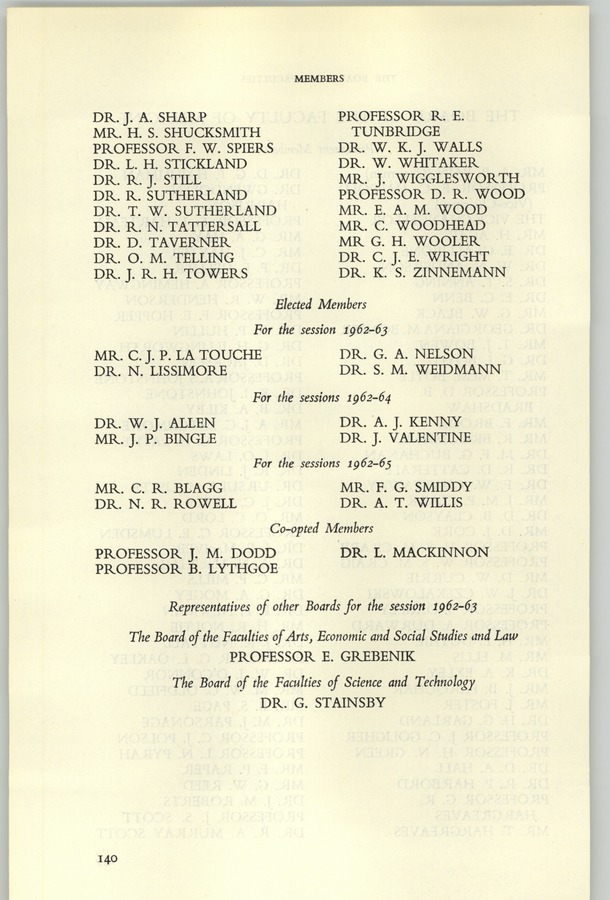 MEMBERS
DR. J. A. SHARP
MR. H. S. SHUCKSMITH
PROFESSOR F. W. SPIERS
DR. L. H. STICKLAND
DR. R. J. STILL
DR. R. SUTHERLAND
DR. T. W. SUTHERLAND
DR. R. N. TATTERSALL
DR. D. TAVERNER
DR. O. M. TELLING
DR. J. R. H. TOWERS
PROFESSOR R. E.
TUNBRIDGE
DR. W. K. J. WALLS
DR. W. WHITAKER
MR. J. WIGGLESWORTH
PROFESSOR D. R. WOOD
MR. E. A. M. WOOD
MR. C. WOODHEAD
MR G. H. WOOLER
DR. C. J. E. WRIGHT
DR. K. S. ZINNEMANN
Elected Members
For the session 1962-63
MR. C. J. P. LA TOUCHE
DR. N. LISSIMORE
DR. G. A. NELSON
DR. S. M. WEIDMANN
For the sessions 1962-64
DR. W. J. ALLEN
MR. J. P. BINGLE
DR. A. J. KENNY
DR. J. VALENTINE
For the sessions 1962-65
MR. C. R. BLAGG
DR. N. R. ROWELL
MR. F. G. SMIDDY
DR. A. T. WILLIS
Co-opted Members
PROFESSOR J. M. DODD
PROFESSOR B. LYTHGOE
DR. L. MACKINNON
Representatives of other Boards for the session 1962-63
The Board of the Faculties of Arts, Economic and Social Studies and Law
PROFESSOR E. GREBENIK
The Board of the Faculties of Science and Technology
DR. G. STAINSBY
140